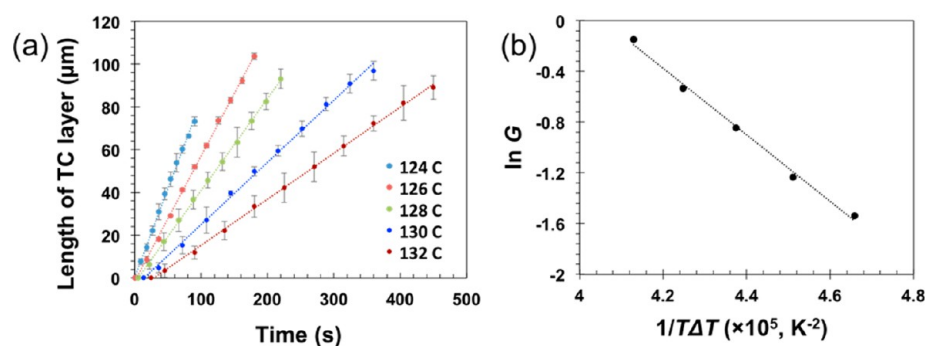 (a)
Length of TC layer (μm)
120
100
80
60
40
20
0
124 C
126 C
128 C
130 C
132 C
0 100 200 300 400 500
Time (s)
(b)
ln G
0
-0.4
-0.8
-1.2
-1.6
-2
4 4.2 4.4 4.6 4.8
1/TΔT (×10⁵, K⁻²)